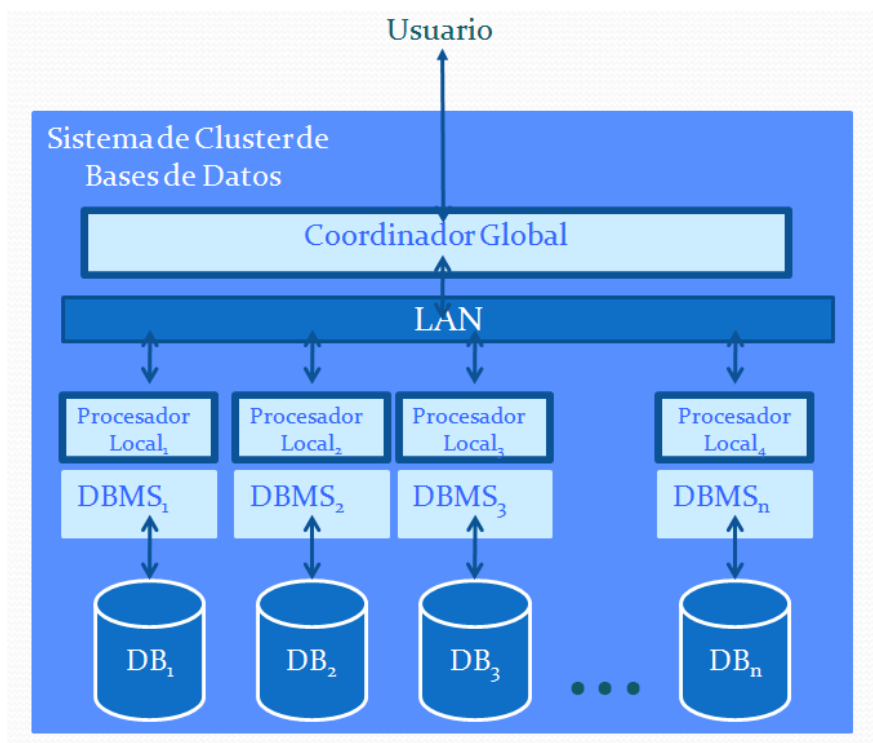 Usuario
Sistema de Cluster de
Bases de Datos
Coordinador Global
LAN
Procesador
Local₁
Procesador
Local₂
Procesador
Local₃
Procesador
Local₄
DBMS₁
DBMS₂
DBMS₃
DBMSₙ
DB₁
DB₂
DB₃
DBₙ